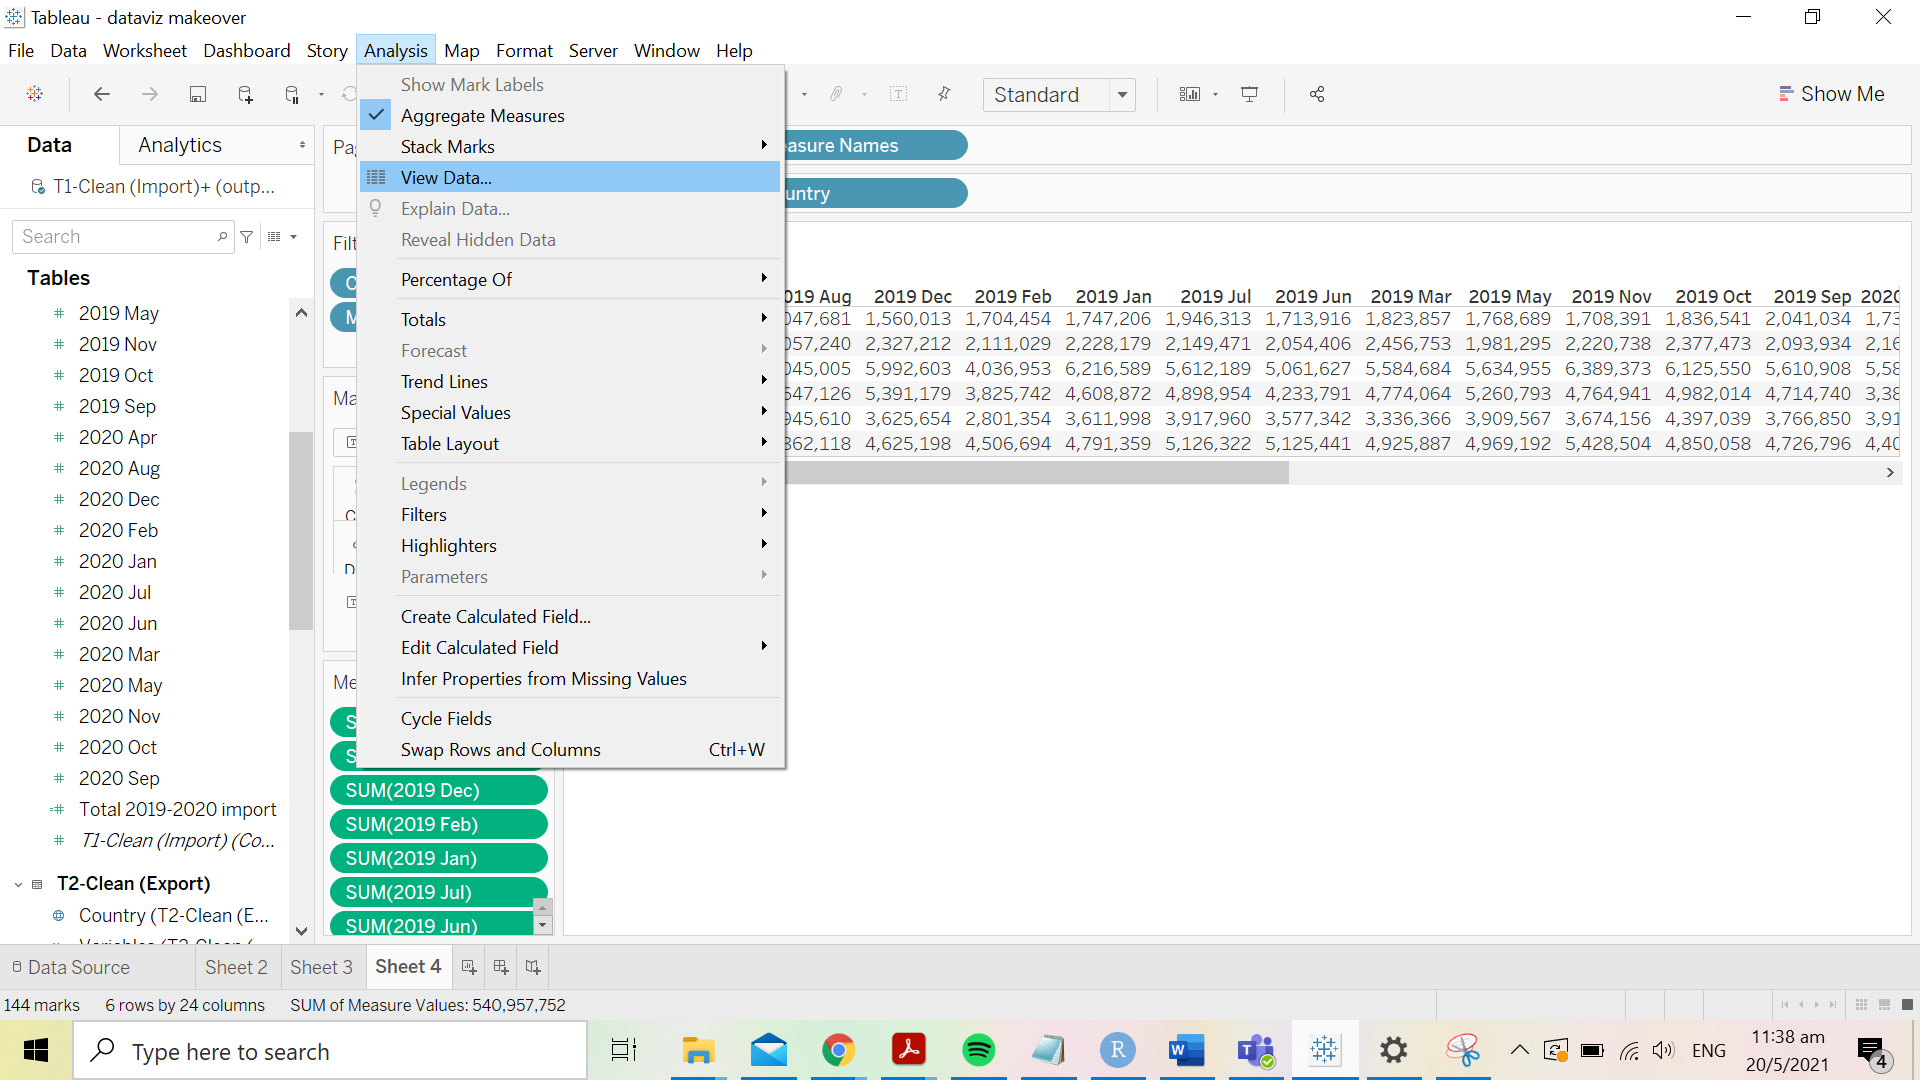 Tableau - dataviz makeover
File Data Worksheet Dashboard Story Analysis Map Format Server Window Help
Standard
Show Me
Data Analytics
T1-Clean (Import)+ (outp...
Search
Tables
2019 May
2019 Nov
2019 Oct
2019 Sep
2020 Apr
2020 Aug
2020 Dec
2020 Feb
2020 Jan
2020 Jul
2020 Jun
2020 Mar
2020 May
2020 Nov
2020 Oct
2020 Sep
Total 2019-2020 import
T1-Clean (Import) (Co...
T2-Clean (Export)
Country (T2-Clean (E...
Show Mark Labels
Aggregate Measures
Stack Marks
View Data...
Explain Data...
Reveal Hidden Data
Percentage Of
Totals
Forecast
Trend Lines
Special Values
Table Layout
Legends
Filters
Highlighters
Parameters
Create Calculated Field...
Edit Calculated Field
Infer Properties from Missing Values
Cycle Fields
Swap Rows and Columns Ctrl+W
Pag
Filt
C
M
Ma
C
D
Me
S
S
SUM(2019 Dec)
SUM(2019 Feb)
SUM(2019 Jan)
SUM(2019 Jul)
SUM(2019 Jun)
asure Names
untry
019 Aug 2019 Dec 2019 Feb 2019 Jan 2019 Jul 2019 Jun 2019 Mar 2019 May 2019 Nov 2019 Oct 2019 Sep 2020
047,681 1,560,013 1,704,454 1,747,206 1,946,313 1,713,916 1,823,857 1,768,689 1,708,391 1,836,541 2,041,034 1,73
057,240 2,327,212 2,111,029 2,228,179 2,149,471 2,054,406 2,456,753 1,981,295 2,220,738 2,377,473 2,093,934 2,16
045,005 5,992,603 4,036,953 6,216,589 5,612,189 5,061,627 5,584,684 5,634,955 6,389,373 6,125,550 5,610,908 5,58
647,126 5,391,179 3,825,742 4,608,872 4,898,954 4,233,791 4,774,064 5,260,793 4,764,941 4,982,014 4,714,740 3,38
945,610 3,625,654 2,801,354 3,611,998 3,917,960 3,577,342 3,336,366 3,909,567 3,674,156 4,397,039 3,766,850 3,91
362,118 4,625,198 4,506,694 4,791,359 5,126,322 5,125,441 4,925,887 4,969,192 5,428,504 4,850,058 4,726,796 4,40
Data Source Sheet 2 Sheet 3 Sheet 4
144 marks 6 rows by 24 columns SUM of Measure Values: 540,957,752
Type here to search
ENG
11:38 am
20/5/2021
4